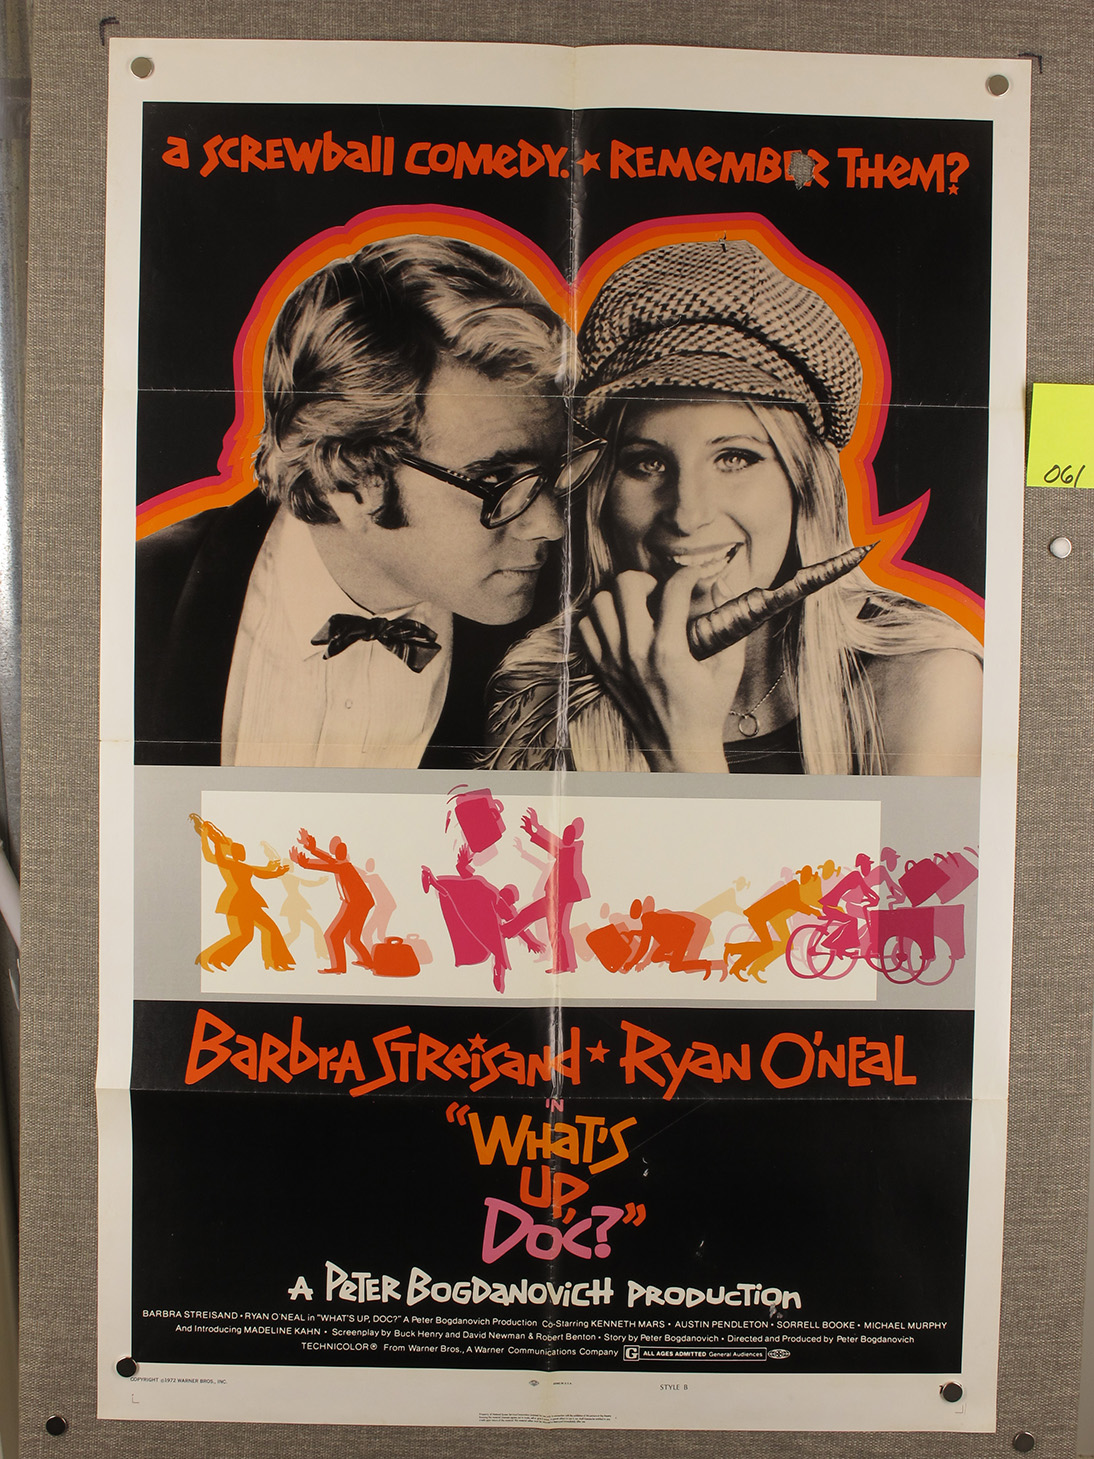 a SCREWball COMEDY. ★ REMEMBER THEM?
061
BarbrA STREISand ★ Ryan O'NEAL
IN
"WHAT'S
UP,
DOC?"
A PETER BOGDANOVICH PRODUCTION
BARBRA STREISAND • RYAN O'NEAL in "WHAT'S UP, DOC?" A Peter Bogdanovich Production Co-Starring KENNETH MARS • AUSTIN PENDLETON • SORRELL BOOKE • MICHAEL MURPHY
And Introducing MADELINE KAHN • Screenplay by Buck Henry and David Newman & Robert Benton • Story by Peter Bogdanovich • Directed and Produced by Peter Bogdanovich
TECHNICOLOR® From Warner Bros., A Warner Communications Company G ALL AGES ADMITTED General Audiences
COPYRIGHT ©1972 WARNER BROS., INC.
STYLE B